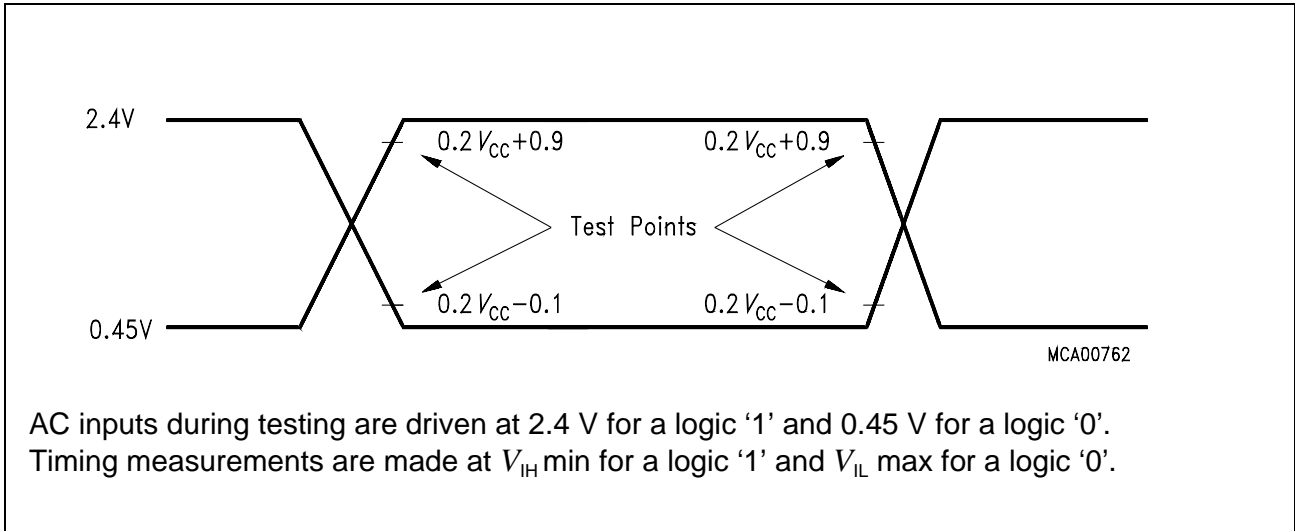 2.4V
0.2 VCC+0.9 0.2 VCC+0.9
Test Points
0.2 VCC−0.1 0.2 VCC−0.1
0.45V
MCA00762
AC inputs during testing are driven at 2.4 V for a logic ‘1’ and 0.45 V for a logic ‘0’.
Timing measurements are made at VIH min for a logic ‘1’ and VIL max for a logic ‘0’.